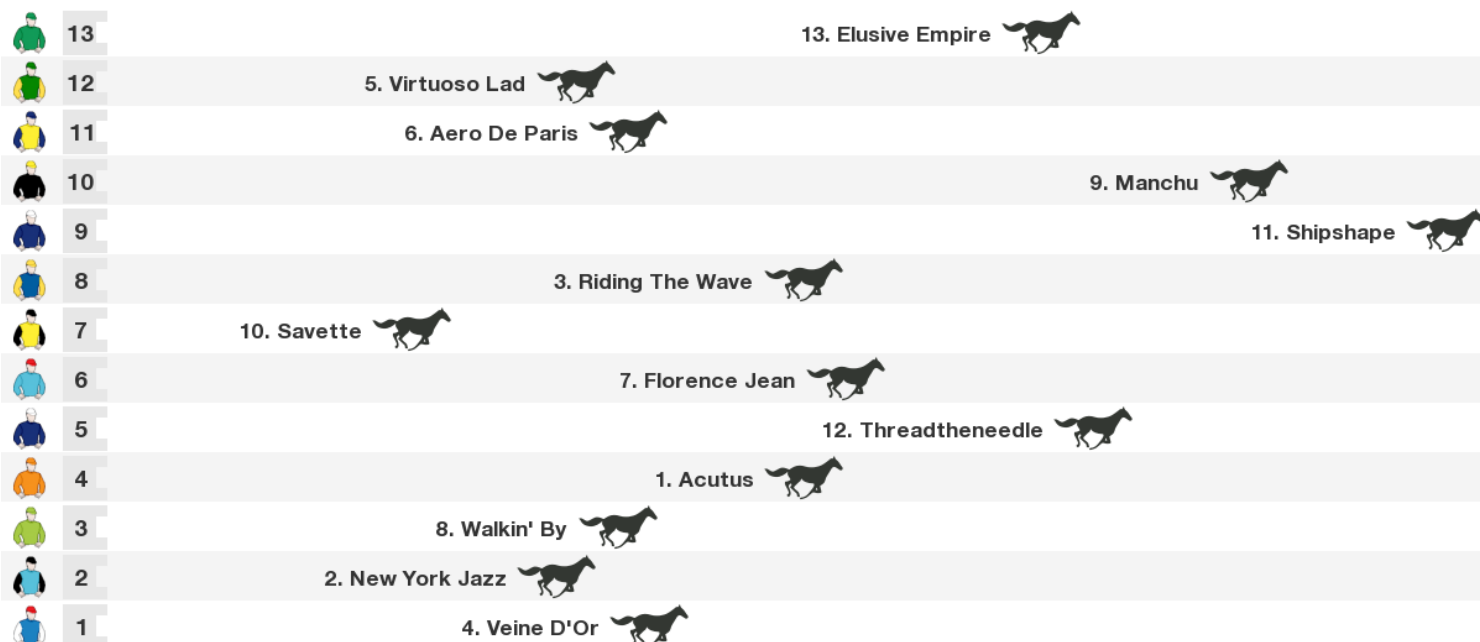 13 13. Elusive Empire
12 5. Virtuoso Lad
11 6. Aero De Paris
10 9. Manchu
9 11. Shipshape
8 3. Riding The Wave
7 10. Savette
6 7. Florence Jean
5 12. Threadtheneedle
4 1. Acutus
3 8. Walkin' By
2 2. New York Jazz
1 4. Veine D'Or